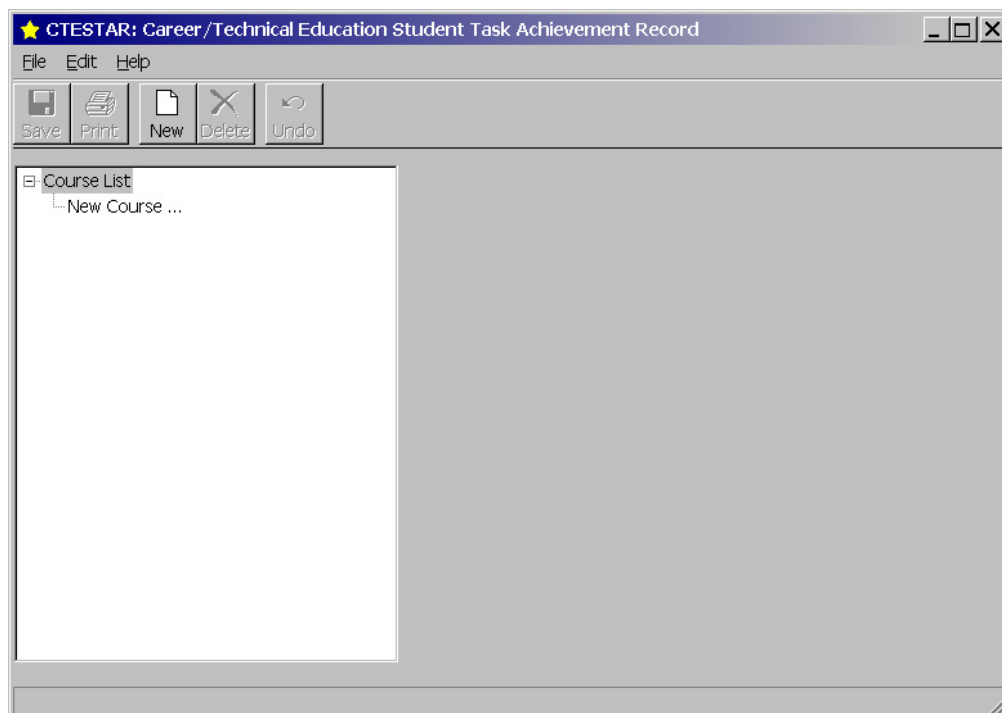 CTESTAR: Career/Technical Education Student Task Achievement Record
File Edit Help
Save Print New Delete Undo
Course List
New Course ...